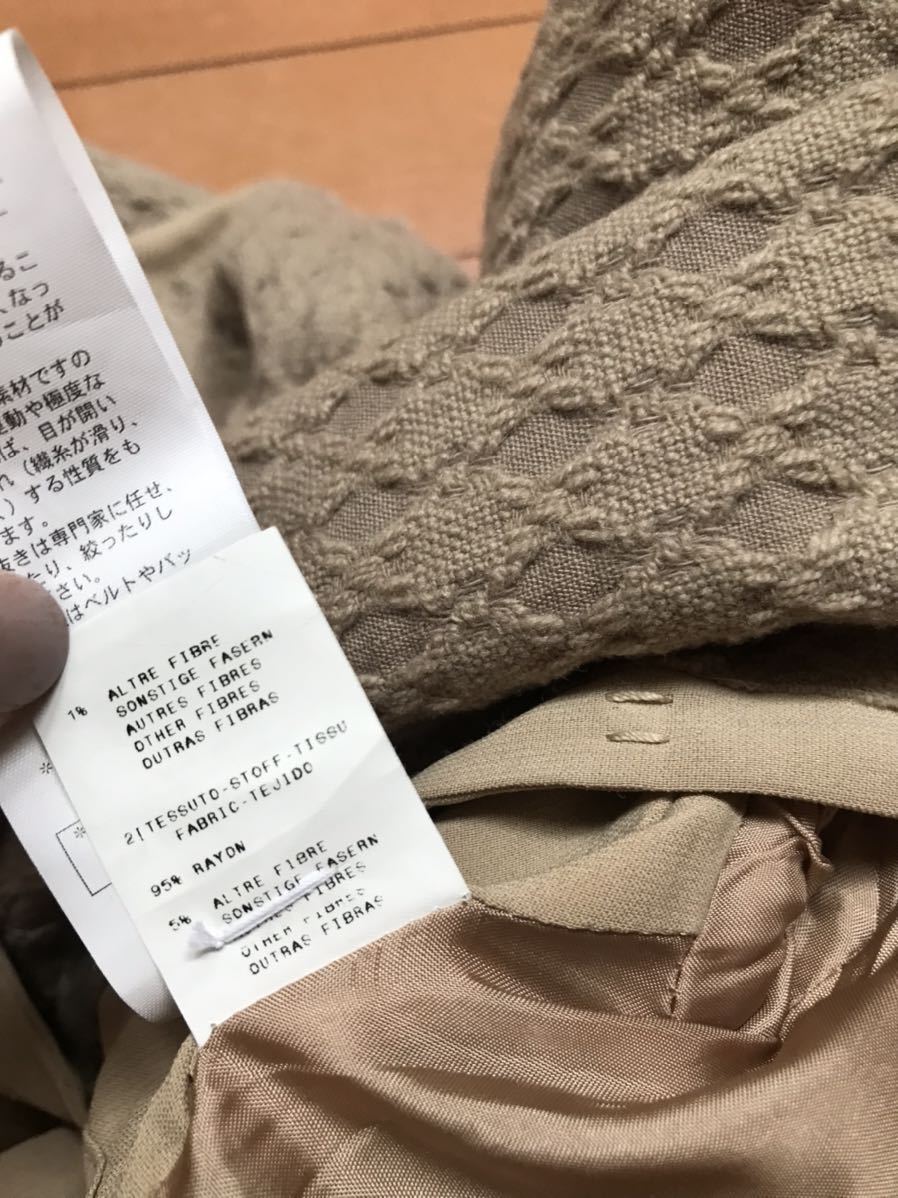 るこ
なっ
ことが
素材ですの
動や極度な
ば、目が開い
れ(織糸が滑り、
)する性質をも
ます。
抜きは専門家に任せ、
たり、絞ったりし
さい。
はベルトやバッ
1% ALTRE FIBRE
SONSTIGE FASERN
AUTRES FIBRES
OTHER FIBRES
OUTRAS FIBRAS
2)TESSUTO-STOFF-TISSU
FABRIC-TEJIDO
95% RAYON
5% ALTRE FIBRE
SONSTIGE FASERN
FIBRES
OTHER FIBRES
OUTRAS FIBRAS